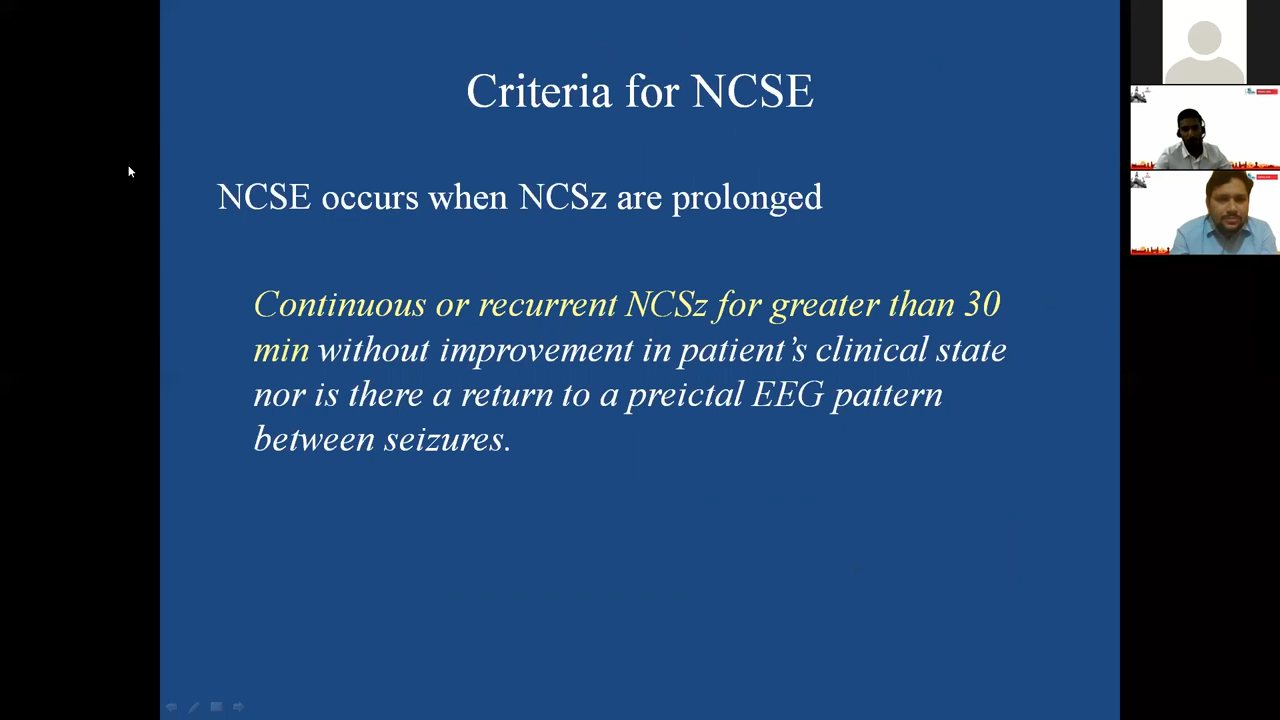 Criteria for NCSE
NCSE occurs when NCSz are prolonged
Continuous or recurrent NCSz for greater than 30
min without improvement in patient’s clinical state
nor is there a return to a preictal EEG pattern
between seizures.